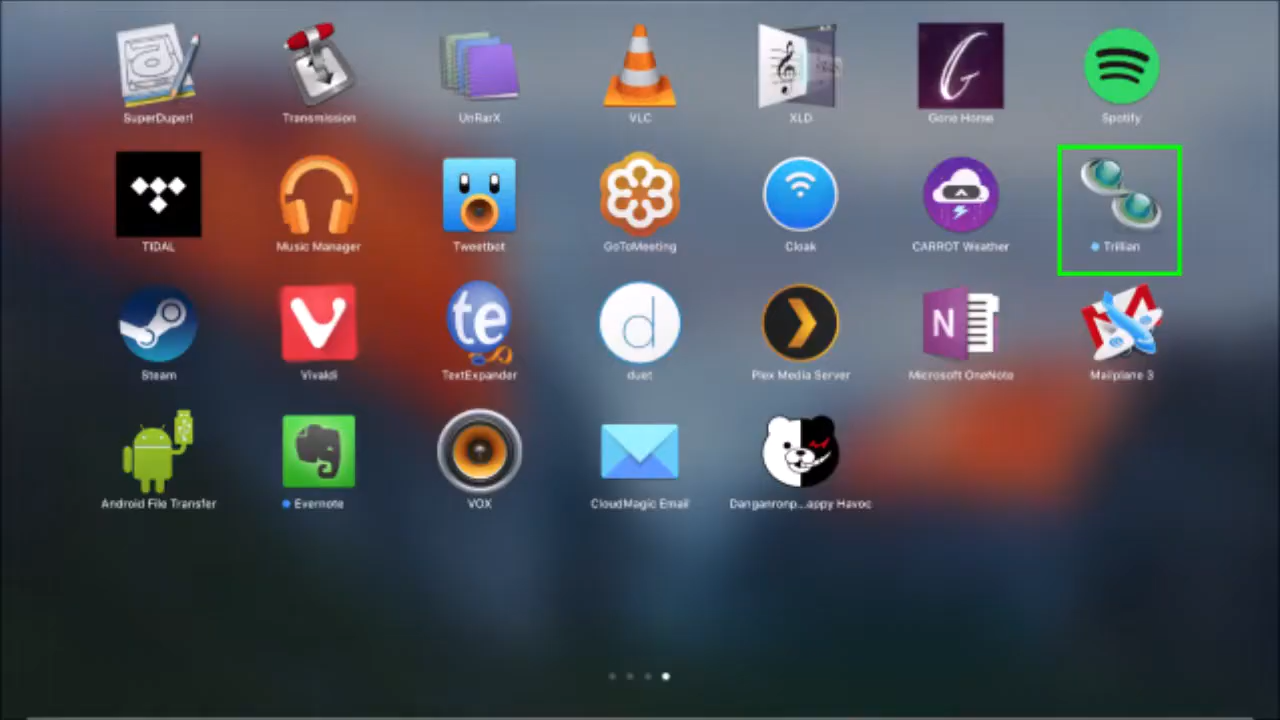 SuperDuper!
Transmission
UnRarX
VLC
XLD
Gone Home
Spotify
TIDAL
Music Manager
Tweetbot
GoToMeeting
Cloak
CARROT Weather
Trillian
Steam
Vivaldi
TextExpander
duet
Plex Media Server
Microsoft OneNote
Mailplane 3
Android File Transfer
Evernote
VOX
CloudMagic Email
Danganronp...appy Havoc
G
te
d
N